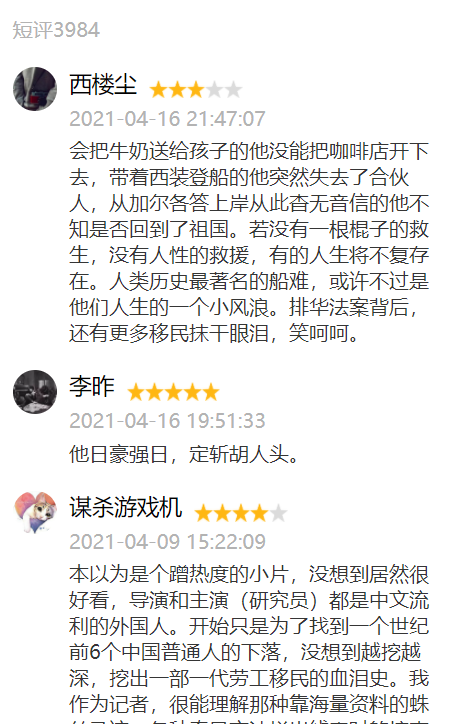 短评3984
西楼尘
2021-04-16 21:47:07
会把牛奶送给孩子的他没能把咖啡店开下
去，带着西装登船的他突然失去了合伙
人，从加尔各答上岸从此杳无音信的他不
知是否回到了祖国。若没有一根棍子的救
生，没有人性的救援，有的人生将不复存
在。人类历史最著名的船难，或许不过是
他们人生的一个小风浪。排华法案背后，
还有更多移民抹干眼泪，笑呵呵。
李昨
2021-04-16 19:51:33
他日豪强日，定斩胡人头。
谋杀游戏机
2021-04-09 15:22:09
本以为是个蹭热度的小片，没想到居然很
好看，导演和主演（研究员）都是中文流
利的外国人。开始只是为了找到一个世纪
前6个中国普通人的下落，没想到越挖越
深，挖出一部一代劳工移民的血泪史。我
作为记者，很能理解那种靠海量资料的蛛